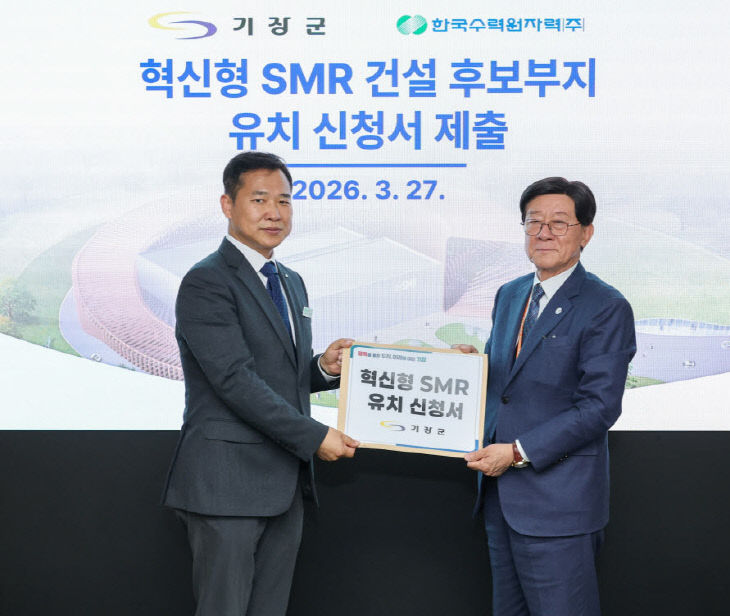 기장군 한국수력원자력(주)
혁신형 SMR 건설 후보부지
유치 신청서 제출
2026. 3. 27.
혁신형 SMR
유치 신청서
기장군